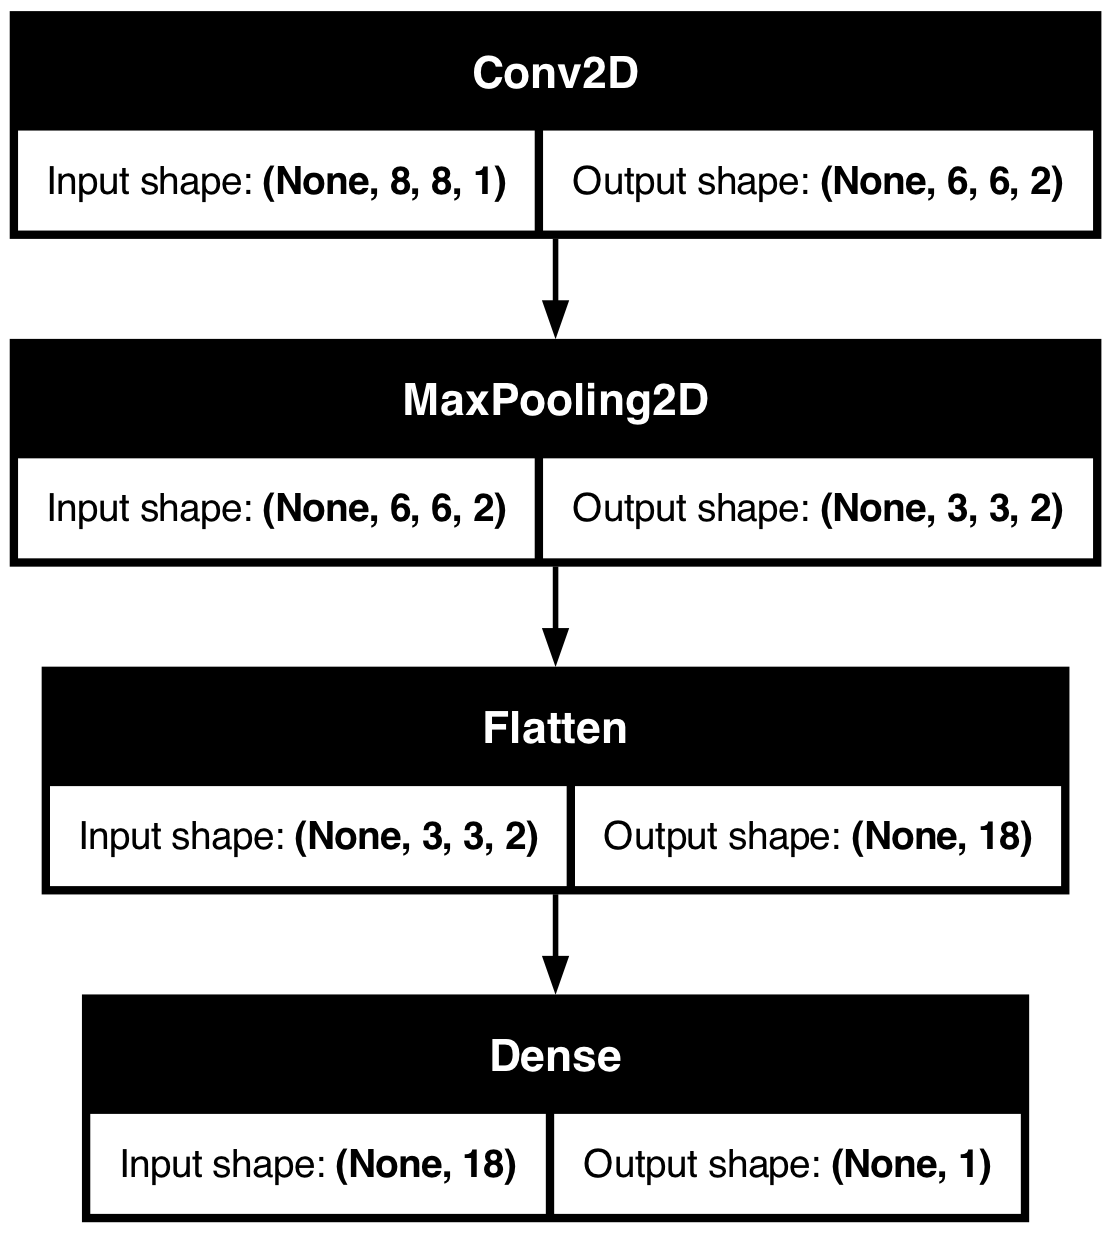 Conv2D
Input shape: (None, 8, 8, 1) Output shape: (None, 6, 6, 2)
MaxPooling2D
Input shape: (None, 6, 6, 2) Output shape: (None, 3, 3, 2)
Flatten
Input shape: (None, 3, 3, 2) Output shape: (None, 18)
Dense
Input shape: (None, 18) Output shape: (None, 1)